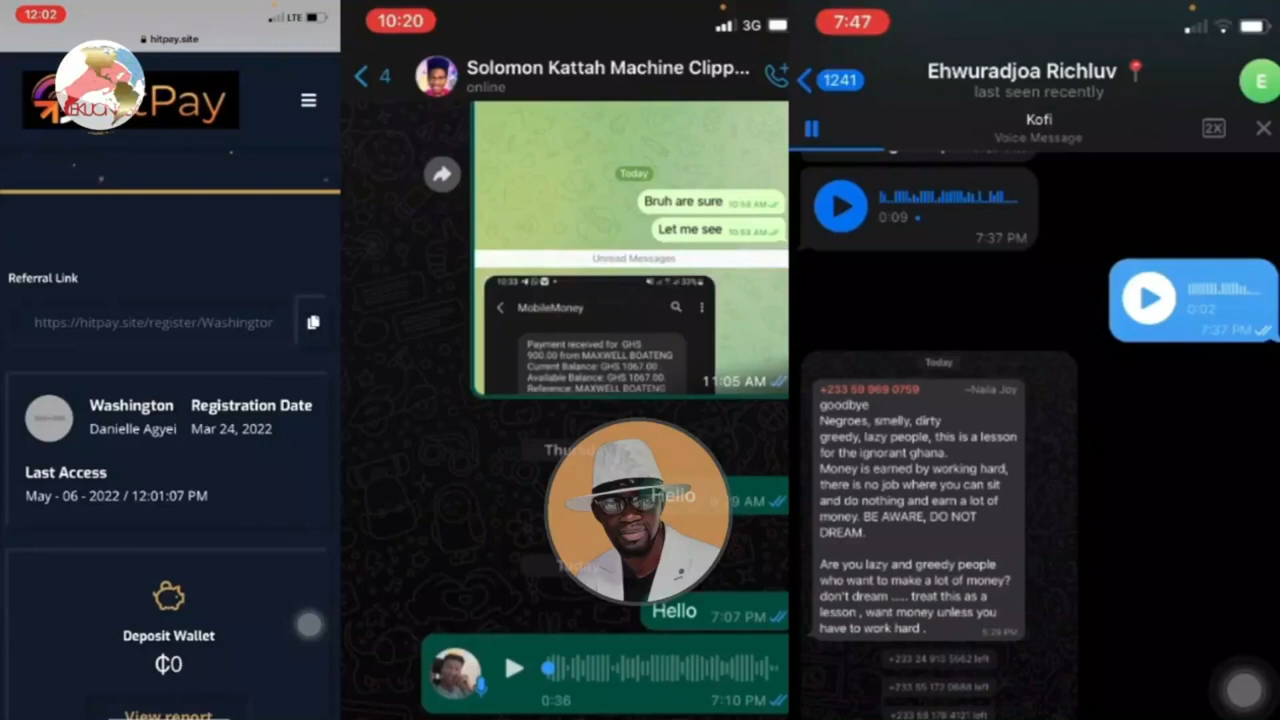 12:02
LTE
hitpay.site
Pay
Referral Link
https://hitpay.site/register/Washingtor
Washington
Danielle Agyei
Registration Date
Mar 24, 2022
Last Access
May - 06 - 2022 / 12:01:07 PM
Deposit Wallet
₵0
View report
10:20
3G
4
Solomon Kattah Machine Clipp...
online
Today
Bruh are sure 10:58 AM
Let me see 10:58 AM
Unread Messages
10:33
MobileMoney
Payment received for GHS
900.00 from MAXWELL BOATENG
Current Balance: GHS 1067.00 .
Available Balance: GHS 1067.00.
Reference: MAXWELL BOATENG
11:05 AM
Hello
AM
Today
Hello 7:07 PM
0:36
7:10 PM
7:47
1241
Ehwuradjoa Richluv
last seen recently
E
Kofi
Voice Message
2X
0:09
7:37 PM
0:02
7:37 PM
Today
+233 59 969 0759
~Naila Joy
goodbye
Negroes, smelly, dirty
greedy, lazy people, this is a lesson
for the ignorant ghana.
Money is earned by working hard,
there is no job where you can sit
and do nothing and earn a lot of
money. BE AWARE, DO NOT
DREAM.
Are you lazy and greedy people
who want to make a lot of money?
don't dream ..... treat this as a
lesson , want money unless you
have to work hard .
5:29 PM
+233 24 910 5562 left
+233 55 172 0688 left
+233 59 178 4121 left